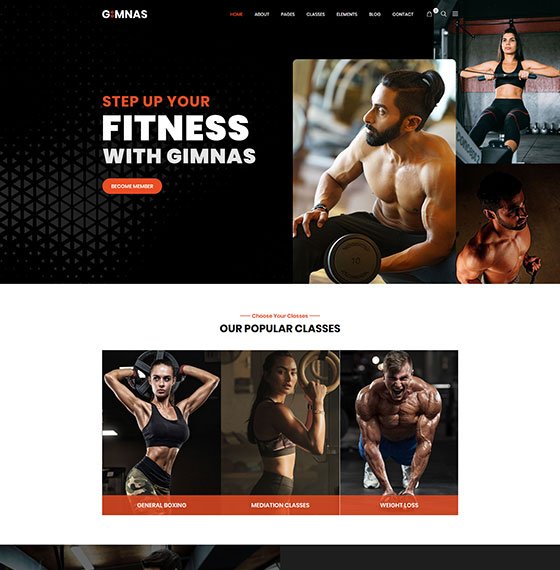 GIMNAS
HOME ABOUT PAGES CLASSES ELEMENTS BLOG CONTACT
0
STEP UP YOUR
FITNESS
WITH GIMNAS
BECOME MEMBER
Choose Your Classes
OUR POPULAR CLASSES
GENERAL BOXING
MEDIATION CLASSES
WEIGHT LOSS